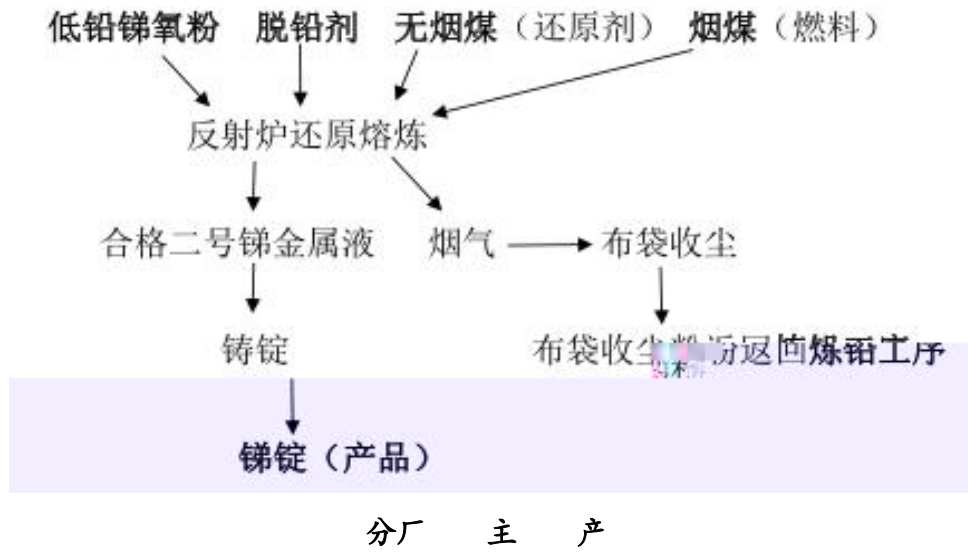 低铅锑氧粉 脱铅剂 无烟煤（还原剂） 烟煤（燃料）
反射炉还原熔炼
合格二号锑金属液 烟气 布袋收尘
铸锭 布袋收尘粉返回炼铅工序
锑锭（产品）
分厂 主 产